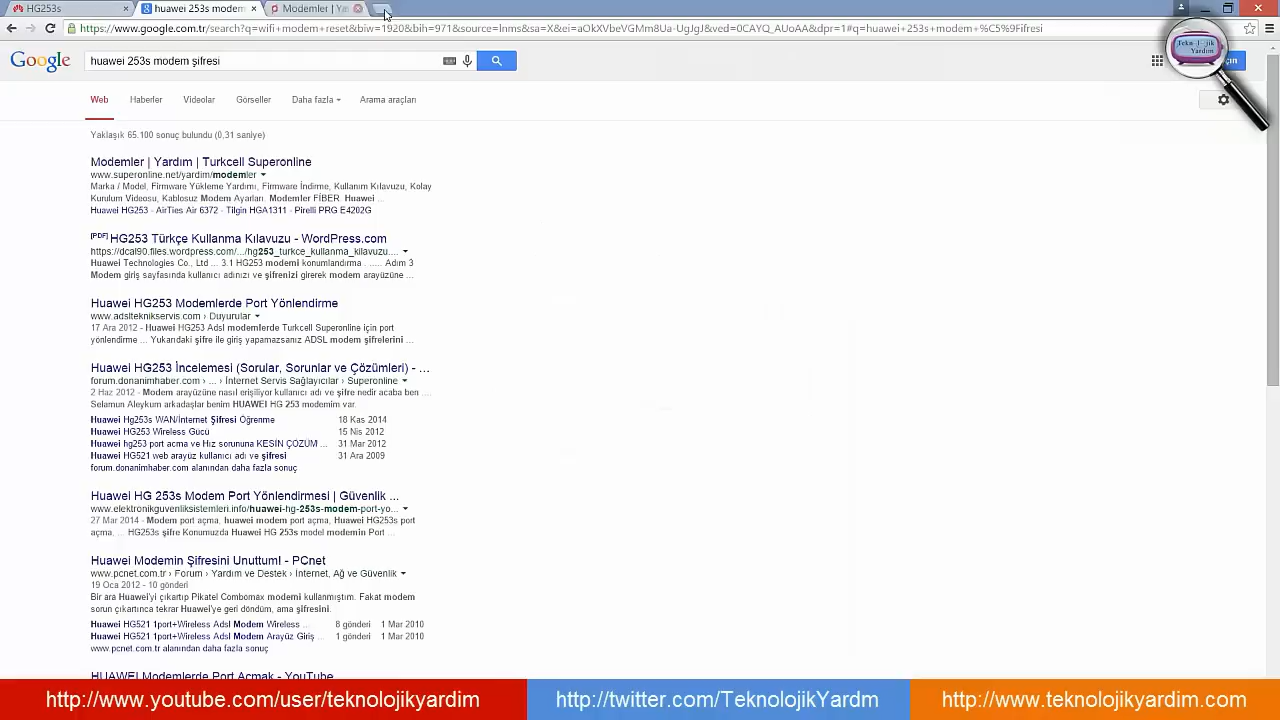 HG253s
huawei 253s modem
Modemler | Ya
https://www.google.com.tr/search?q=wifi+modem+reset&biw=1920&bih=971&source=lnms&sa=X&ei=aOkXVbeVGMm8Ua-UgJgJ&ved=0CAYQ_AUoAA&dpr=1#q=huawei+253s+modem+%C5%9Fifresi
Google
huawei 253s modem şifresi
Teknolojik
Yardım
Web
Haberler
Videolar
Görseller
Daha fazla
Arama araçları
Yaklaşık 65.100 sonuç bulundu (0,31 saniye)
Modemler | Yardım | Turkcell Superonline
www.superonline.net/yardim/modemler
Marka / Model, Firmware Yükleme Yardımı, Firmware İndirme, Kullanım Kılavuzu, Kolay
Kurulum Videosu, Kablosuz Modem Ayarları. Modemler FİBER. Huawei ...
Huawei HG253 - AirTies Air 6372 - Tilgin HGA1311 - Pirelli PRG E4202G
[PDF] HG253 Türkçe Kullanma Kılavuzu - WordPress.com
https://dcal90.files.wordpress.com/.../hg253_turkce_kullanma_kilavuzu....
Huawei Technologies Co., Ltd ... 3.1 HG253 modemi konumlandırma ...... Adım 3
Modem giriş sayfasında kullanıcı adınızı ve şifrenizi girerek modem arayüzüne ...
Huawei HG253 Modemlerde Port Yönlendirme
www.adslteknikservis.com › Duyurular
17 Ara 2012 - Huawei HG253 Adsl modemlerde Turkcell Superonline için port
yönlendirme ... Yukarıdaki şifre ile giriş yapamazsanız ADSL modem şifrelerini ...
Huawei HG253 İncelemesi (Sorular, Sorunlar ve Çözümleri) - ...
forum.donanimhaber.com › ... › İnternet Servis Sağlayıcılar › Superonline
2 Haz 2012 - Modem arayüzüne nasıl erişiliyor kullanıcı adı ve şifre nedir acaba ben ...
Selamun Aleykum arkadaşlar benim HUAWEI HG 253 modemim var.
Huawei Hg253s WAN/İnternet Şifresi Öğrenme 18 Kas 2014
Huawei HG253 Wireless Gücü 15 Nis 2012
Huawei hg253 port açma ve Hız sorununa KESİN ÇÖZÜM ... 31 Mar 2012
Huawei HG521 web arayüz kullanıcı adı ve şifresi 31 Ara 2009
forum.donanimhaber.com alanından daha fazla sonuç
Huawei HG 253s Modem Port Yönlendirmesi | Güvenlik ...
www.elektronikguvenliksistemleri.info/huawei-hg-253s-modem-port-yo...
27 Mar 2014 - Modem port açma, huawei modem port açma, Huawei HG253s port
açma, ... HG253s şifre Konumuzda Huawei HG 253s model modemin Port ...
Huawei Modemin Şifresini Unuttum! - PCnet
www.pcnet.com.tr › Forum › Yardım ve Destek › İnternet, Ağ ve Güvenlik
19 Oca 2012 - 10 gönderi
Bir ara Huawei'yi çıkartıp Pikatel Combomax modemi kullanmıştım. Fakat modem
sorun çıkartınca tekrar Huawei'ye geri döndüm, ama şifresini.
Huawei HG521 1port+Wireless Adsl Modem Wireless ... 8 gönderi 1 Mar 2010
Huawei HG521 1port+Wireless Adsl Modem Arayüz Giriş ... 1 gönderi 1 Mar 2010
www.pcnet.com.tr alanından daha fazla sonuç
HUAWEI Modemlerde Port Açmak - YouTube
http://www.youtube.com/user/teknolojikyardim
http://twitter.com/TeknolojikYardm
http://www.teknolojikyardim.com